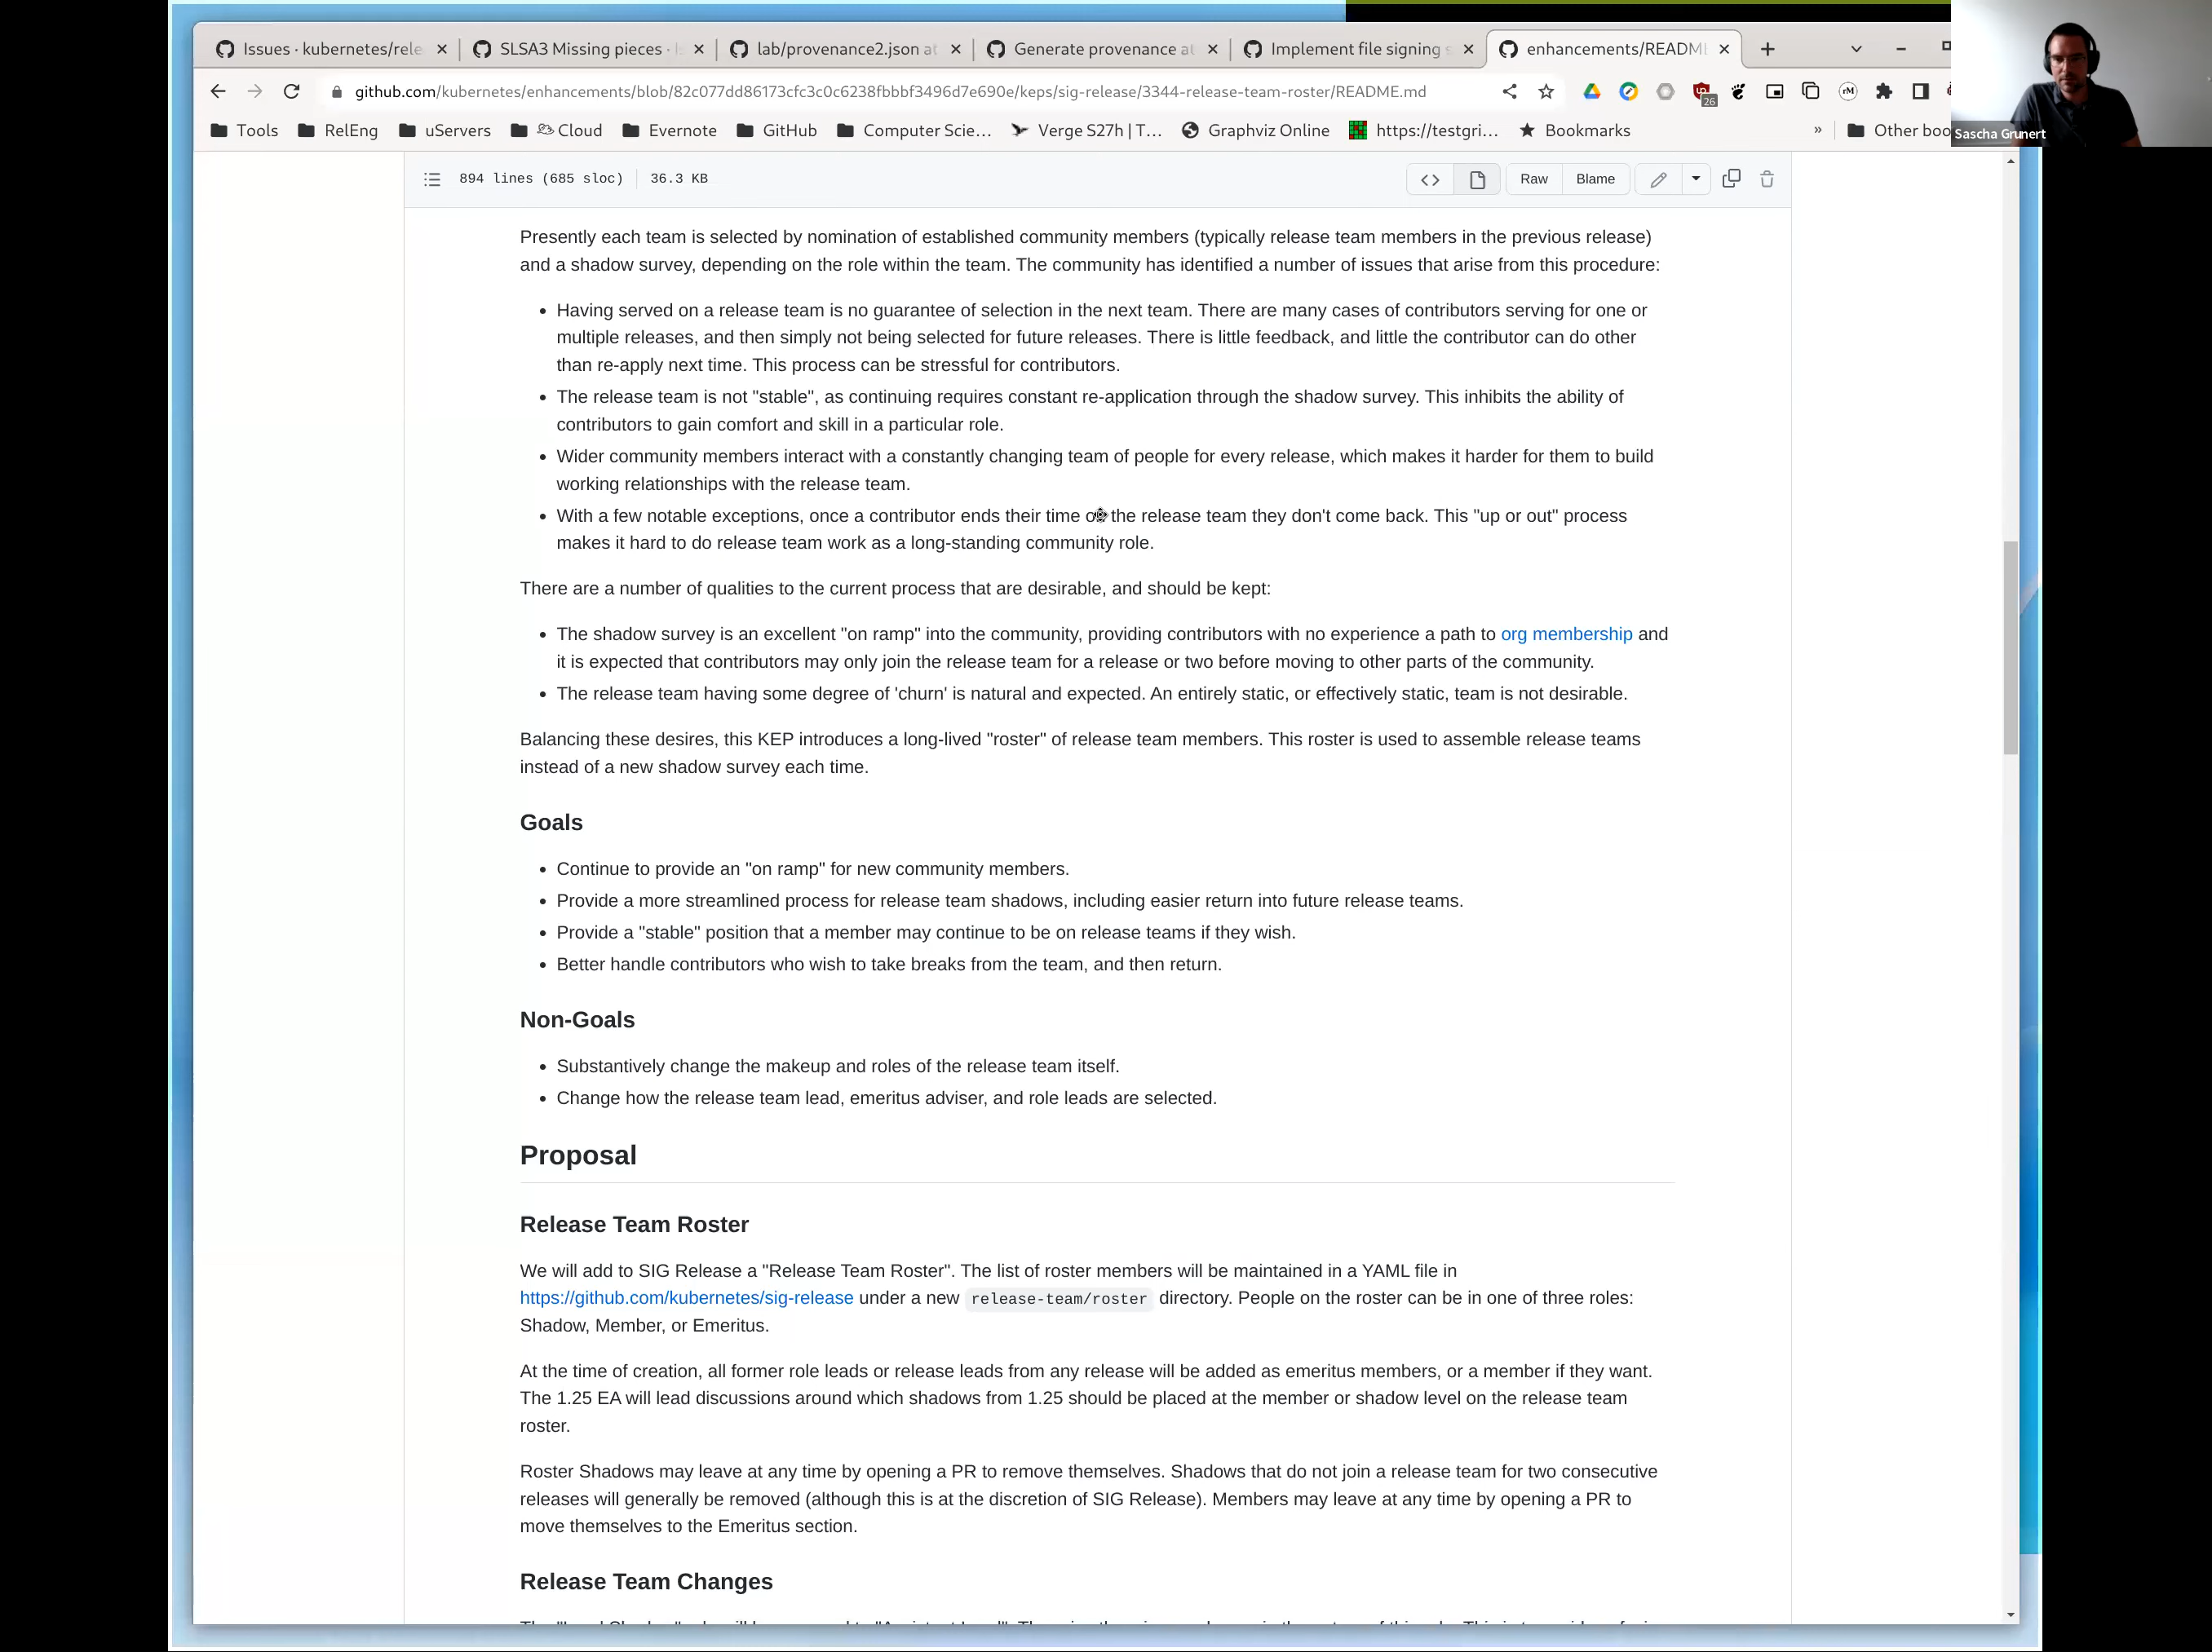 Issues · kubernetes/rele
SLSA3 Missing pieces ·
lab/provenance2.json at
Generate provenance at
Implement file signing s
enhancements/READM
github.com/kubernetes/enhancements/blob/82c077dd86173cfc3c0c6238fbbbf3496d7e690e/keps/sig-release/3344-release-team-roster/README.md
26
rM
Tools RelEng uServers Cloud Evernote GitHub Computer Scie… Verge S27h | T… Graphviz Online https://testgri… Bookmarks » Other boo
Sascha Grunert
894 lines (685 sloc) 36.3 KB
Raw Blame
Presently each team is selected by nomination of established community members (typically release team members in the previous release)
and a shadow survey, depending on the role within the team. The community has identified a number of issues that arise from this procedure:
• Having served on a release team is no guarantee of selection in the next team. There are many cases of contributors serving for one or
multiple releases, and then simply not being selected for future releases. There is little feedback, and little the contributor can do other
than re-apply next time. This process can be stressful for contributors.
• The release team is not "stable", as continuing requires constant re-application through the shadow survey. This inhibits the ability of
contributors to gain comfort and skill in a particular role.
• Wider community members interact with a constantly changing team of people for every release, which makes it harder for them to build
working relationships with the release team.
• With a few notable exceptions, once a contributor ends their time on the release team they don't come back. This "up or out" process
makes it hard to do release team work as a long-standing community role.
There are a number of qualities to the current process that are desirable, and should be kept:
• The shadow survey is an excellent "on ramp" into the community, providing contributors with no experience a path to org membership and
it is expected that contributors may only join the release team for a release or two before moving to other parts of the community.
• The release team having some degree of 'churn' is natural and expected. An entirely static, or effectively static, team is not desirable.
Balancing these desires, this KEP introduces a long-lived "roster" of release team members. This roster is used to assemble release teams
instead of a new shadow survey each time.
Goals
• Continue to provide an "on ramp" for new community members.
• Provide a more streamlined process for release team shadows, including easier return into future release teams.
• Provide a "stable" position that a member may continue to be on release teams if they wish.
• Better handle contributors who wish to take breaks from the team, and then return.
Non-Goals
• Substantively change the makeup and roles of the release team itself.
• Change how the release team lead, emeritus adviser, and role leads are selected.
Proposal
Release Team Roster
We will add to SIG Release a "Release Team Roster". The list of roster members will be maintained in a YAML file in
https://github.com/kubernetes/sig-release under a new release-team/roster directory. People on the roster can be in one of three roles:
Shadow, Member, or Emeritus.
At the time of creation, all former role leads or release leads from any release will be added as emeritus members, or a member if they want.
The 1.25 EA will lead discussions around which shadows from 1.25 should be placed at the member or shadow level on the release team
roster.
Roster Shadows may leave at any time by opening a PR to remove themselves. Shadows that do not join a release team for two consecutive
releases will generally be removed (although this is at the discretion of SIG Release). Members may leave at any time by opening a PR to
move themselves to the Emeritus section.
Release Team Changes